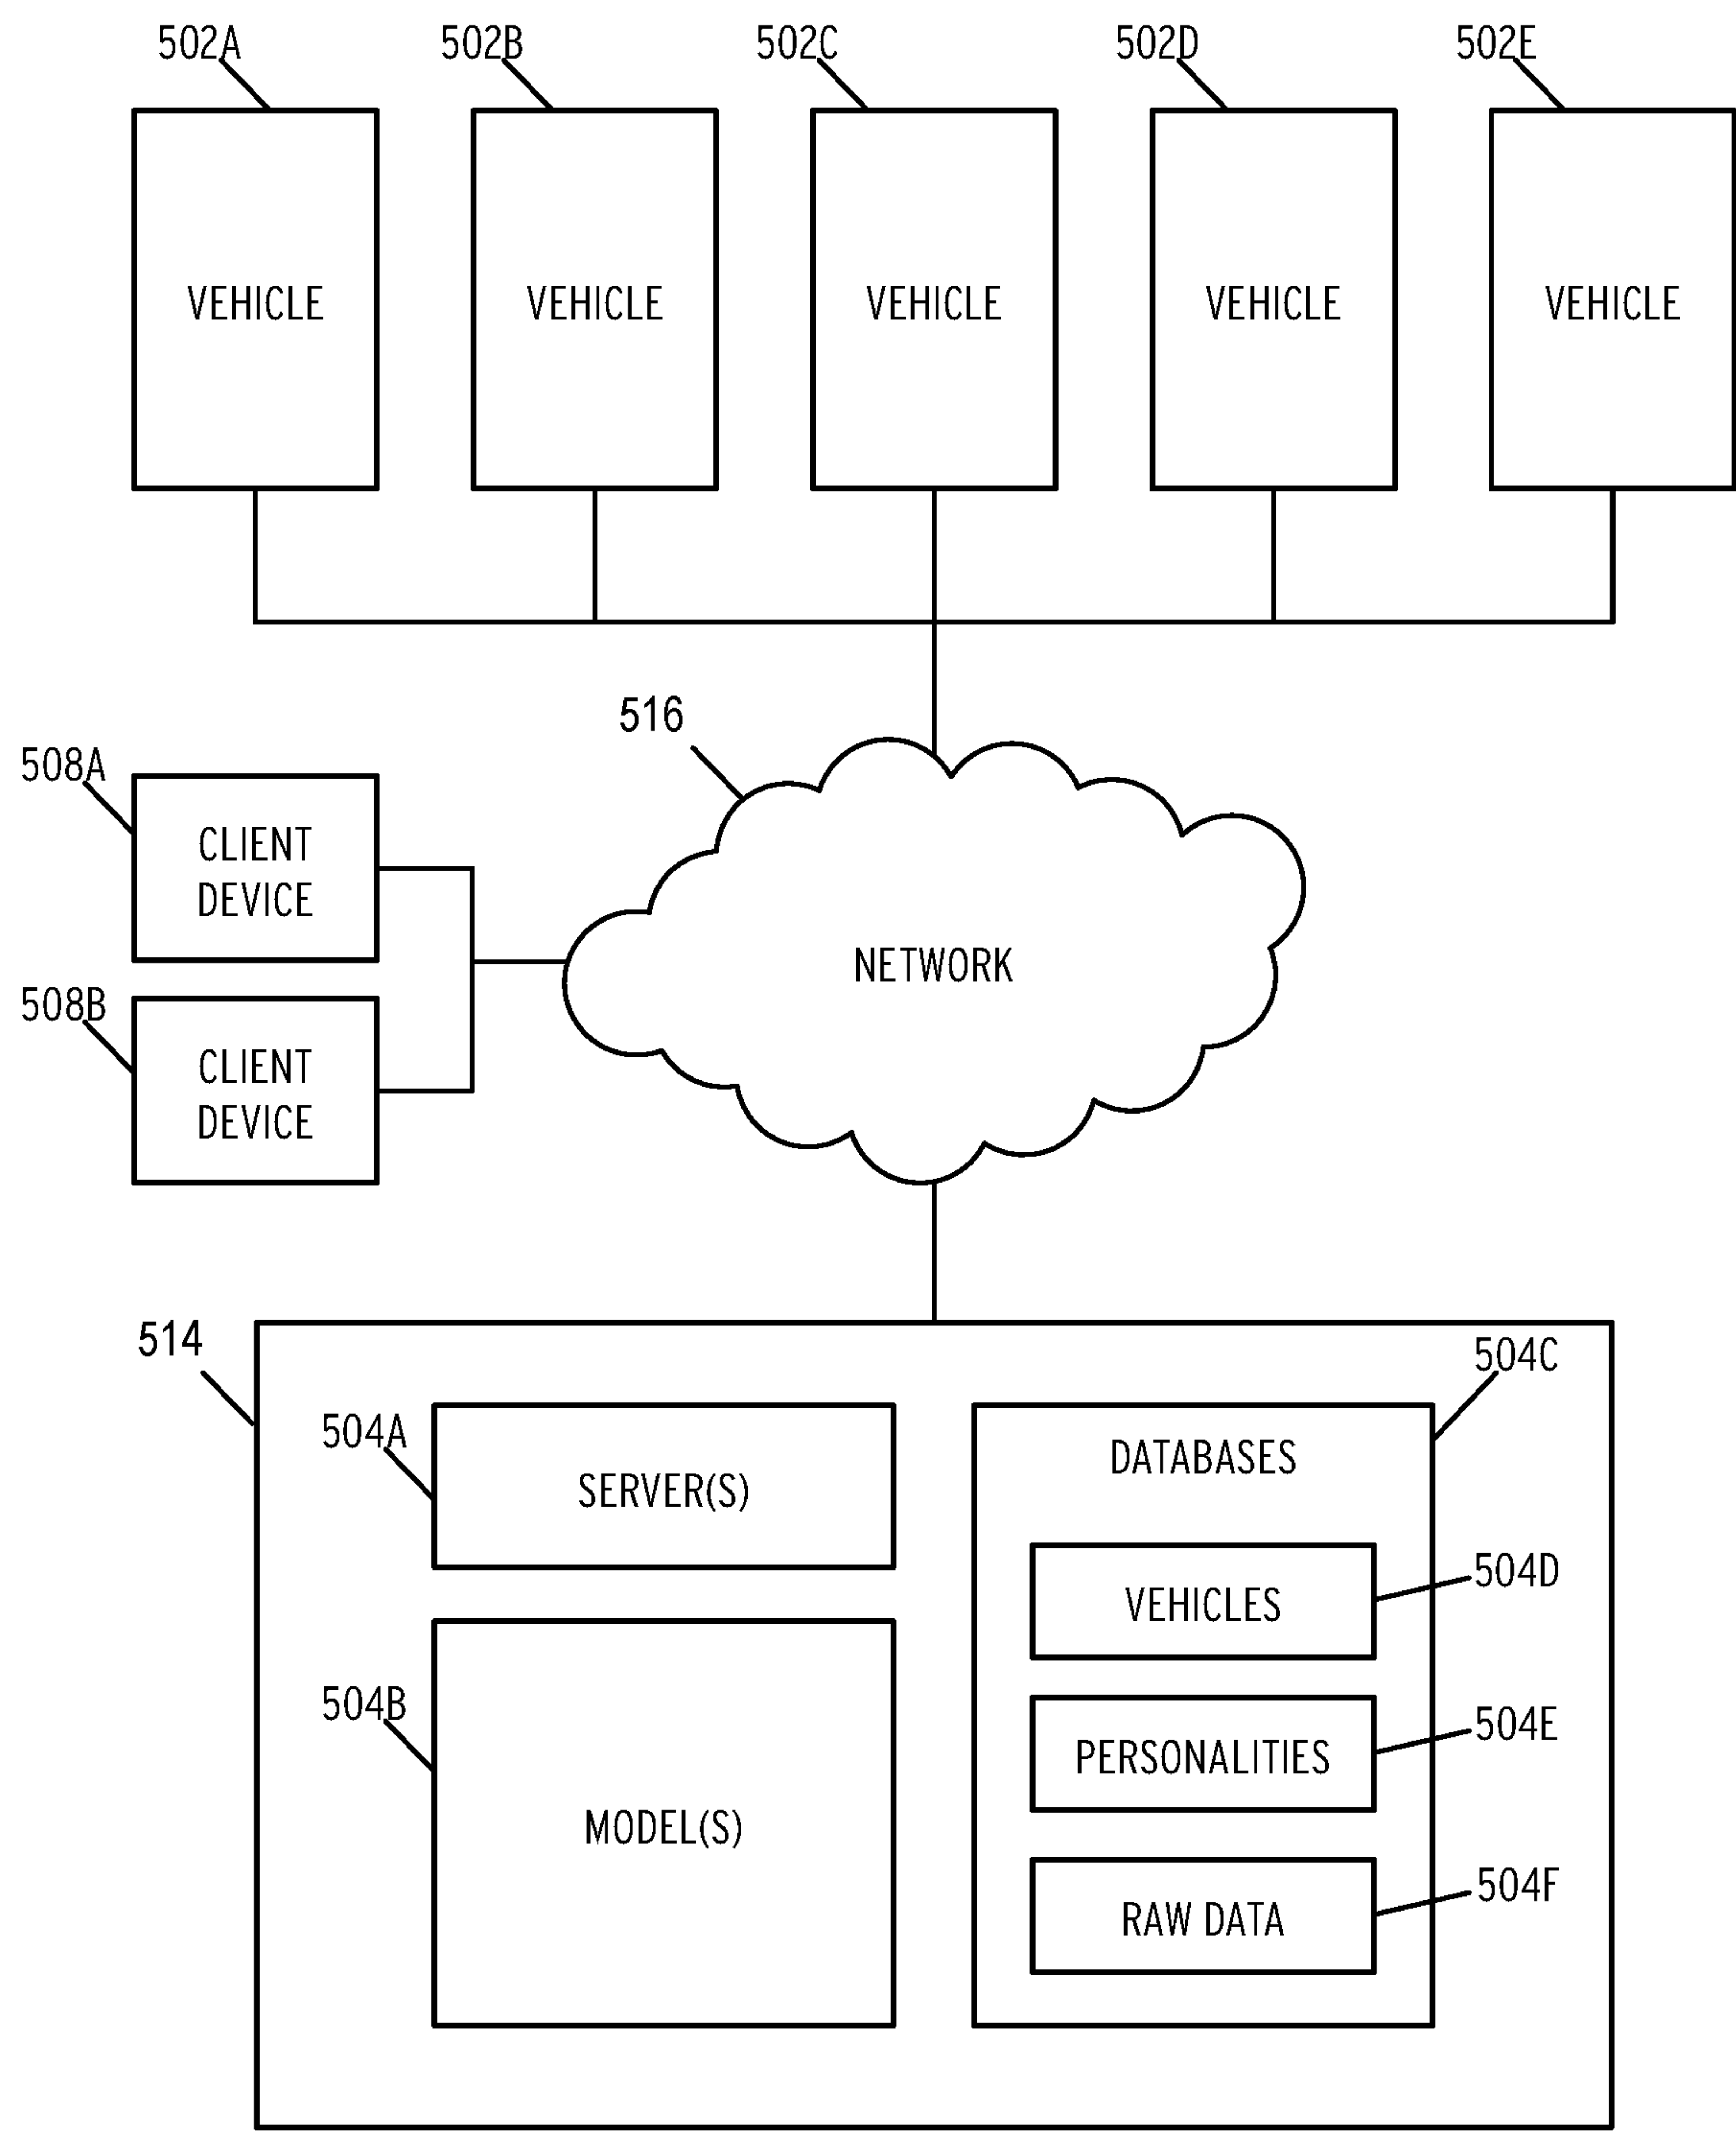 502A 502B 502C 502D 502E
VEHICLE VEHICLE VEHICLE VEHICLE VEHICLE
516
508A
CLIENT
DEVICE
NETWORK
508B
CLIENT
DEVICE
514
504C
504A
SERVER(S)
DATABASES
504D
VEHICLES
504B
MODEL(S)
504E
PERSONALITIES
504F
RAW DATA